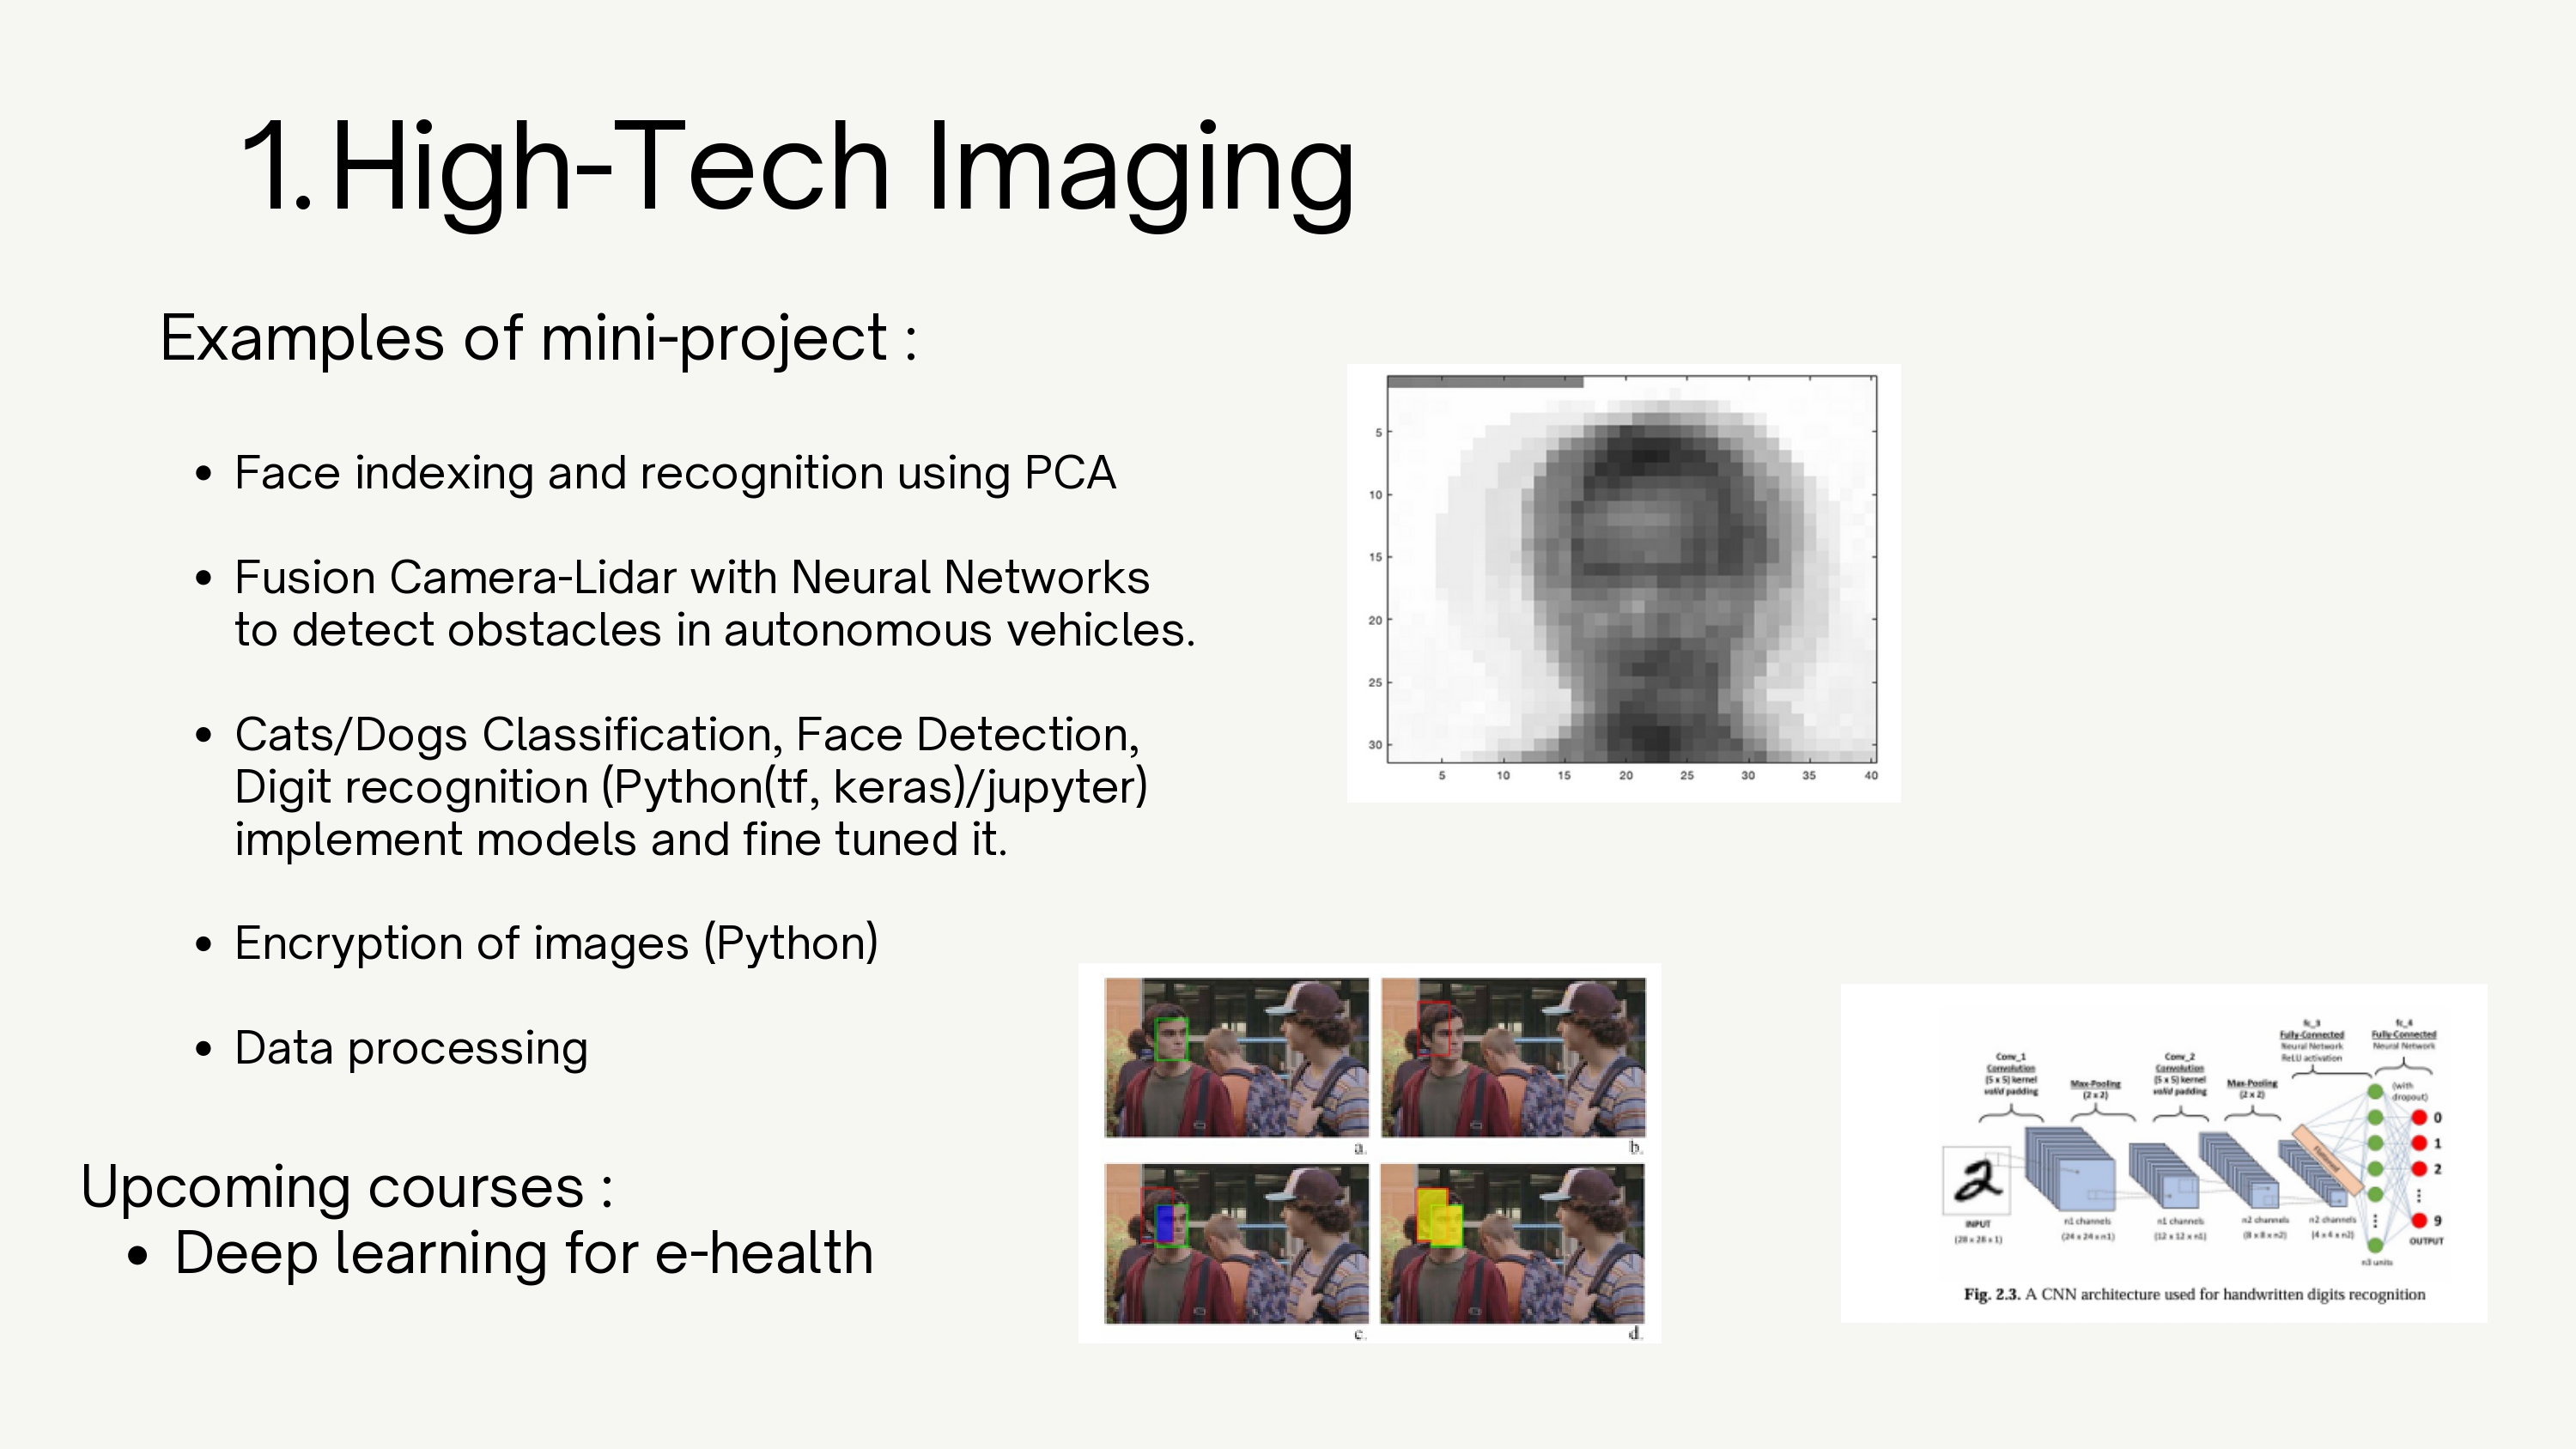 1. High-Tech Imaging
Examples of mini-project :
• Face indexing and recognition using PCA
• Fusion Camera-Lidar with Neural Networks
to detect obstacles in autonomous vehicles.
• Cats/Dogs Classification, Face Detection,
Digit recognition (Python(tf, keras)/jupyter)
implement models and fine tuned it.
• Encryption of images (Python)
• Data processing
Upcoming courses :
• Deep learning for e-health
5
10
15
20
25
30
5 10 15 20 25 30 35 40
a. b.
c. d.
Conv_1
Convolution
(5 x 5) kernel
valid padding
Max-Pooling
(2 x 2)
Conv_2
Convolution
(5 x 5) kernel
valid padding
Max-Pooling
(2 x 2)
fc_3
Fully-Connected
Neural Network
ReLU activation
fc_4
Fully-Connected
Neural Network
(with
dropout)
2
Flattened
0
1
2
9
OUTPUT
INPUT
(28 x 28 x 1)
n1 channels
(24 x 24 x n1)
n1 channels
(12 x 12 x n1)
n2 channels
(8 x 8 x n2)
n2 channels
(4 x 4 x n2)
n3 units
Fig. 2.3. A CNN architecture used for handwritten digits recognition